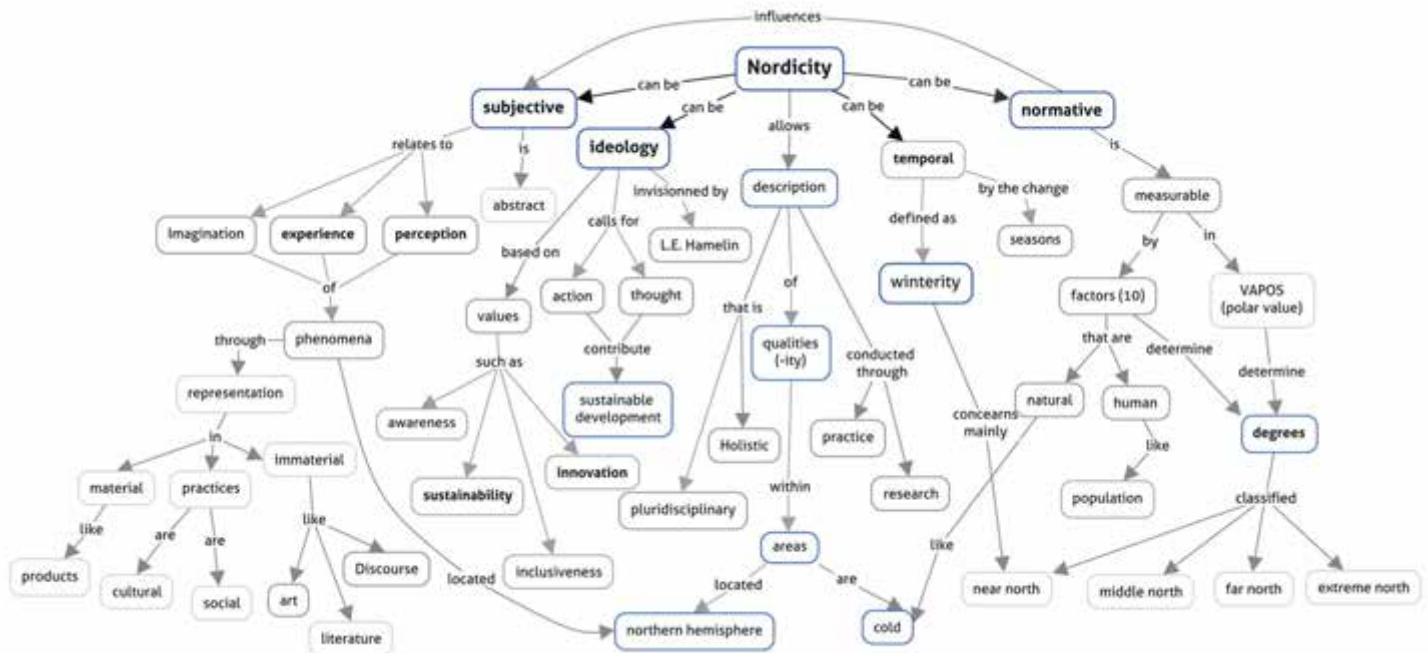 influences
Nordicity
can be
can be
can be
can be
allows
subjective
normative
ideology
temporal
relates to
is
is
description
invisionned by
by the change
measurable
abstract
calls for
defined as
Imagination
experience
perception
L.E. Hamelin
seasons
based on
by
in
of
action
thought
of
winterity
factors (10)
VAPOS
(polar value)
values
that is
phenomena
through
contribute
qualities
(-ity)
conducted
through
that are
determine
such as
representation
determine
sustainable
development
natural
human
awareness
concearns
mainly
degrees
in
Holistic
practice
immaterial
innovation
like
material
practices
sustainability
within
research
population
classified
pluridisciplinary
like
like
are
are
areas
like
Discourse
located
inclusiveness
products
cultural
social
art
located
are
near north
middle north
far north
extreme north
literature
northern hemisphere
cold